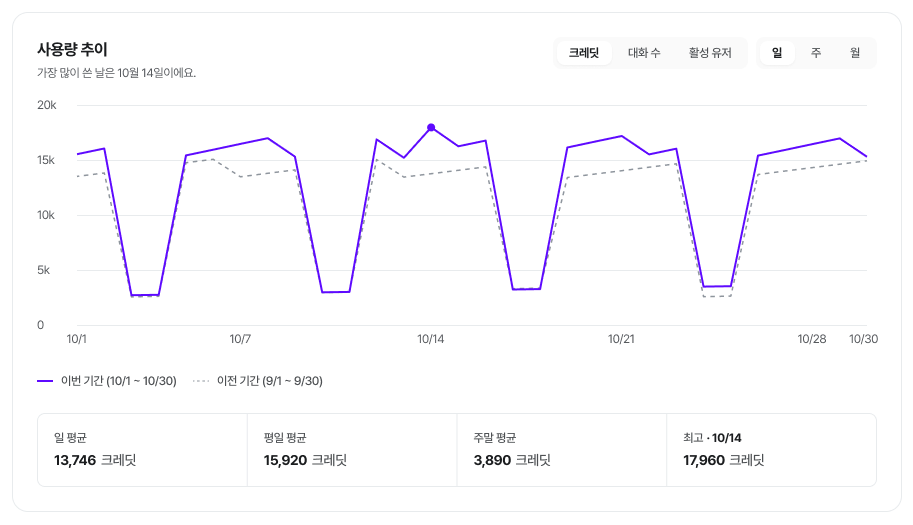 사용량 추이
가장 많이 쓴 날은 10월 14일이에요.
크레딧 대화 수 활성 유저 일 주 월
20k
15k
10k
5k
0
10/1 10/7 10/14 10/21 10/28 10/30
이번 기간 (10/1 ~ 10/30) 이전 기간 (9/1 ~ 9/30)
일 평균 평일 평균 주말 평균 최고 · 10/14
13,746 크레딧 15,920 크레딧 3,890 크레딧 17,960 크레딧